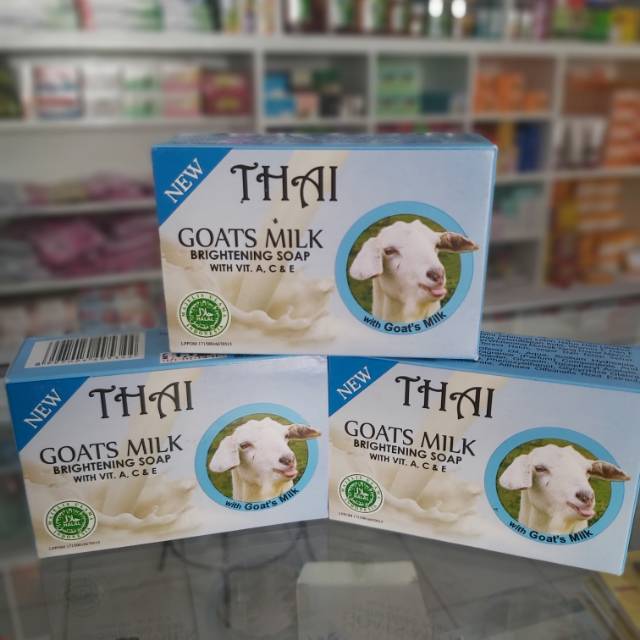 NEW
THAI
GOATS MILK
BRIGHTENING SOAP
WITH VIT. A, C & E
with Goat's Milk
HALAL
NEW
THAI
GOATS MILK
BRIGHTENING SOAP
WITH VIT. A, C & E
with Goat's Milk
NEW
THAI
GOATS MILK
BRIGHTENING SOAP
WITH VIT. A, C & E
with Goat's Milk